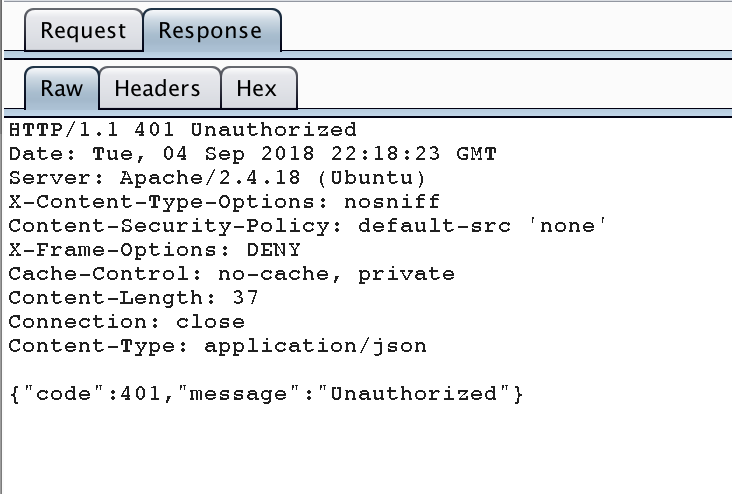 Request Response
Raw Headers Hex
HTTP/1.1 401 Unauthorized
Date: Tue, 04 Sep 2018 22:18:23 GMT
Server: Apache/2.4.18 (Ubuntu)
X-Content-Type-Options: nosniff
Content-Security-Policy: default-src 'none'
X-Frame-Options: DENY
Cache-Control: no-cache, private
Content-Length: 37
Connection: close
Content-Type: application/json
{"code":401,"message":"Unauthorized"}